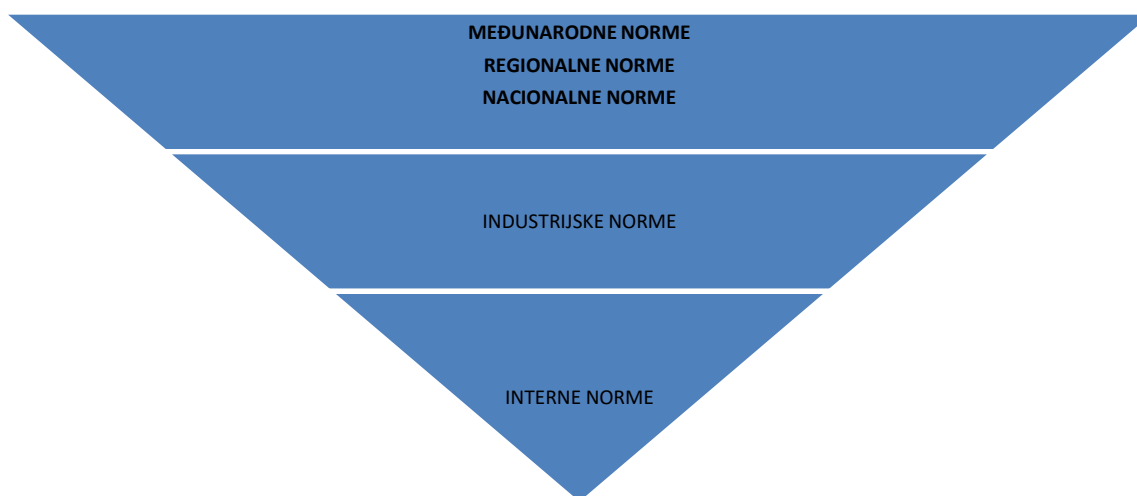 MEĐUNARODNE NORME
REGIONALNE NORME
NACIONALNE NORME
INDUSTRIJSKE NORME
INTERNE NORME